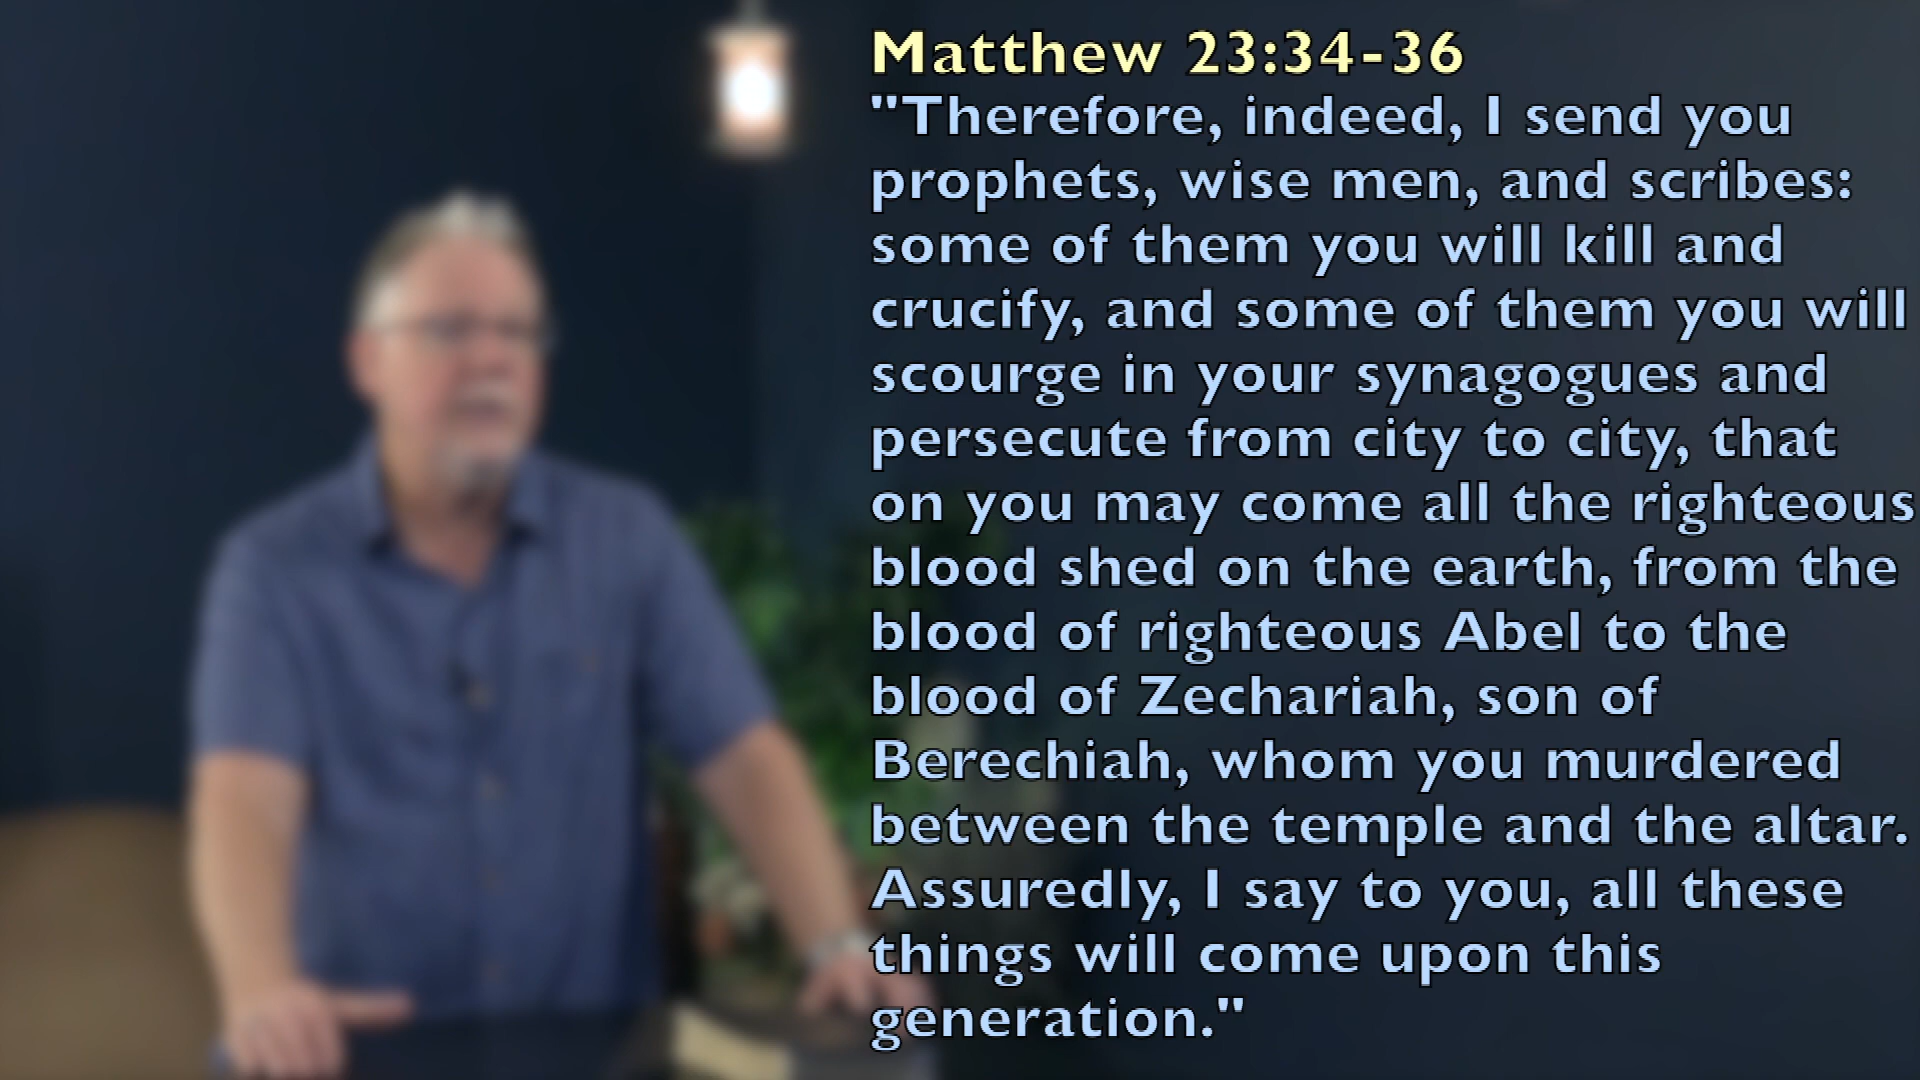 Matthew 23:34-36
"Therefore, indeed, I send you
prophets, wise men, and scribes:
some of them you will kill and
crucify, and some of them you will
scourge in your synagogues and
persecute from city to city, that
on you may come all the righteous
blood shed on the earth, from the
blood of righteous Abel to the
blood of Zechariah, son of
Berechiah, whom you murdered
between the temple and the altar.
Assuredly, I say to you, all these
things will come upon this
generation."